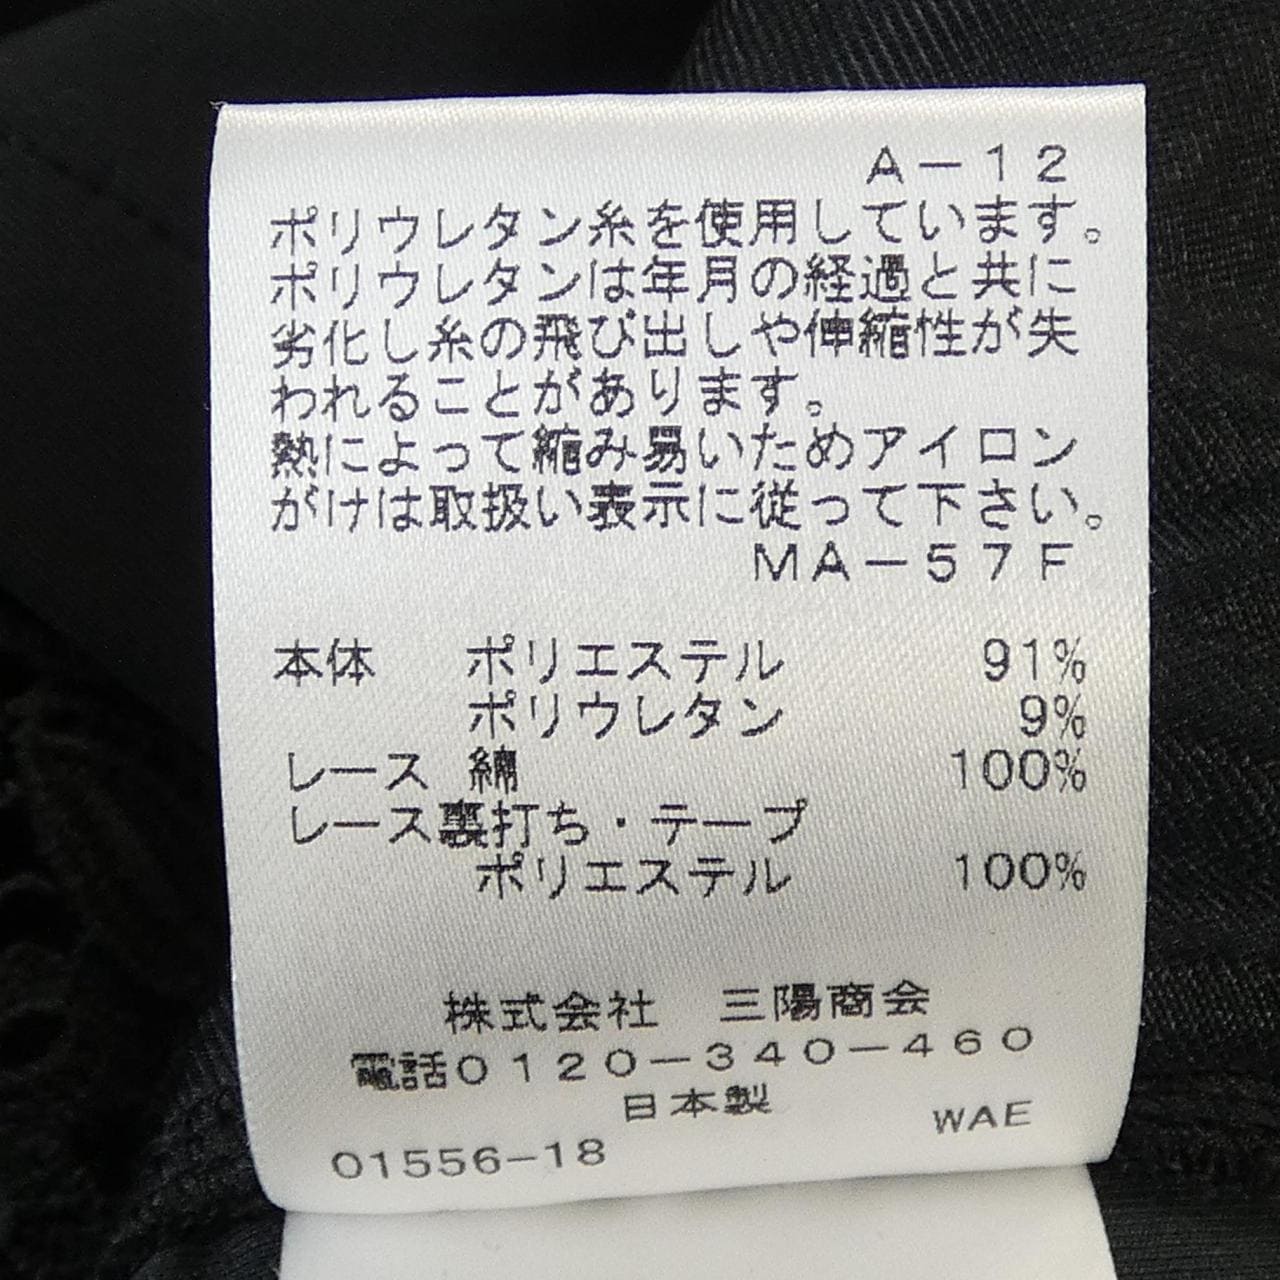 A－12
ポリウレタン糸を使用しています。
ポリウレタンは年月の経過と共に
劣化し糸の飛び出しや伸縮性が失
われることがあります。
熱によって縮み易いためアイロン
がけは取扱い表示に従って下さい。
MA－57F
本体 ポリエステル 91%
ポリウレタン 9%
レース 綿 100%
レース裏打ち・テープ
ポリエステル 100%
株式会社 三陽商会
電話0120－340－460
日本製
WAE
01556-18